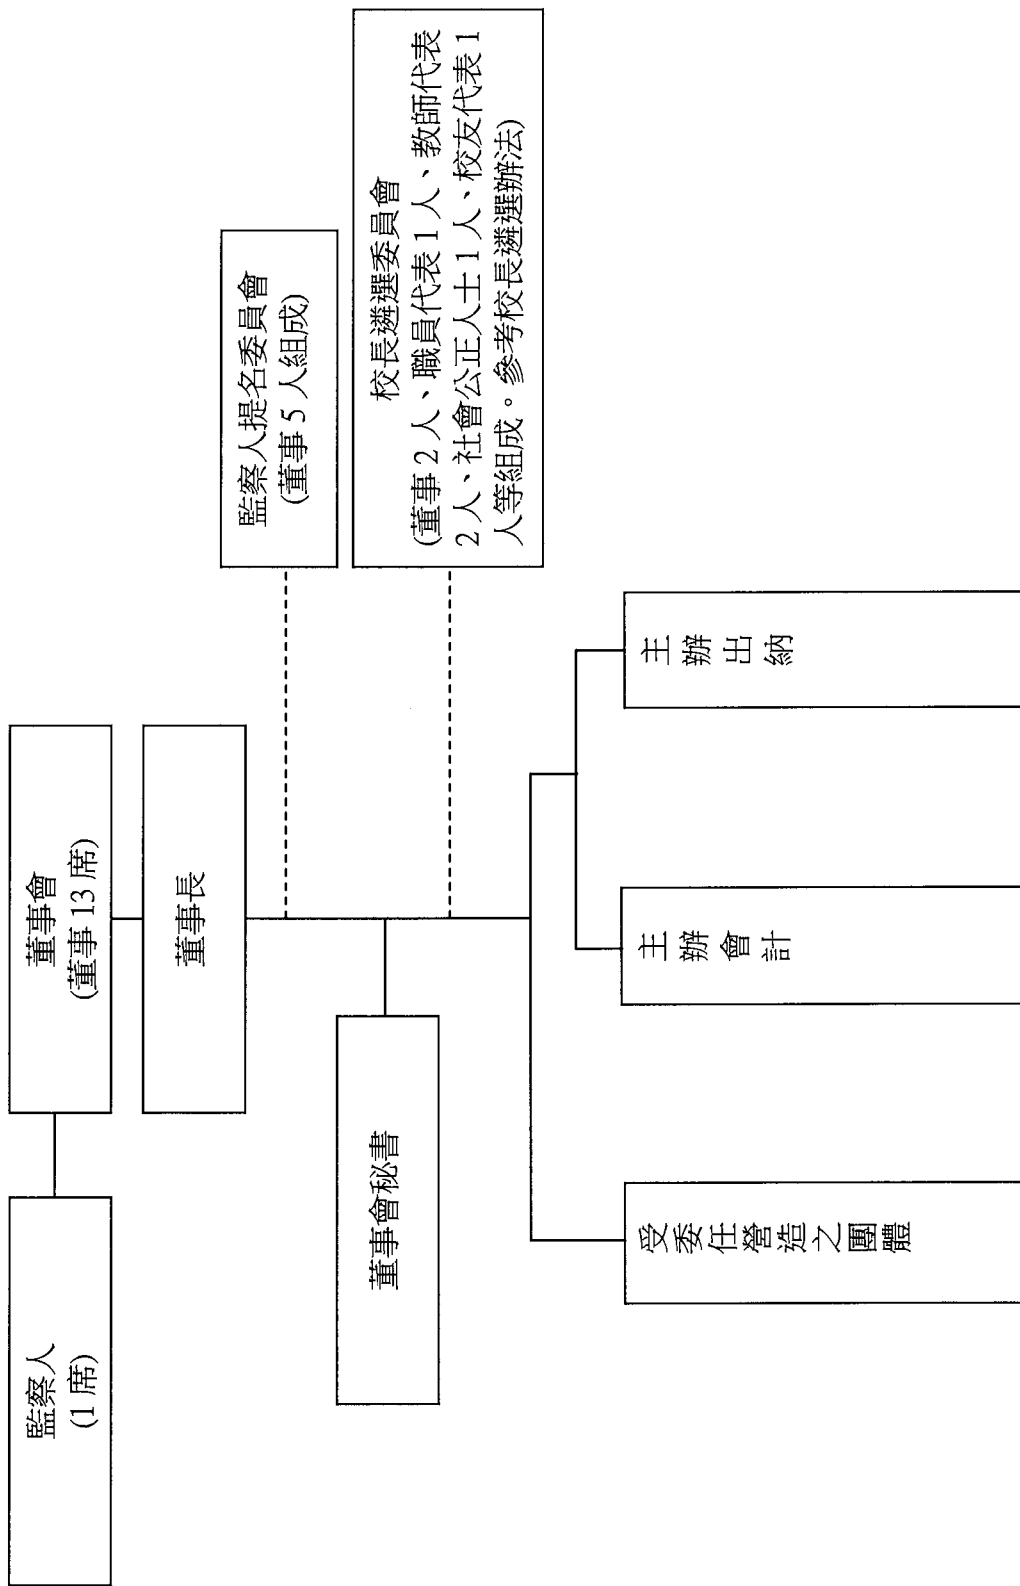 監察人
(1 席)
董事會
(董事 13 席)
董事長
監察人提名委員會
(董事 5 人組成)
校長遴選委員會
(董事 2 人、職員代表 1 人、教師代表
2 人、社會公正人士 1 人、校友代表 1
人等組成。參考校長遴選辦法)
董事會秘書
受委任營造之團體
主辦會計
主辦出納